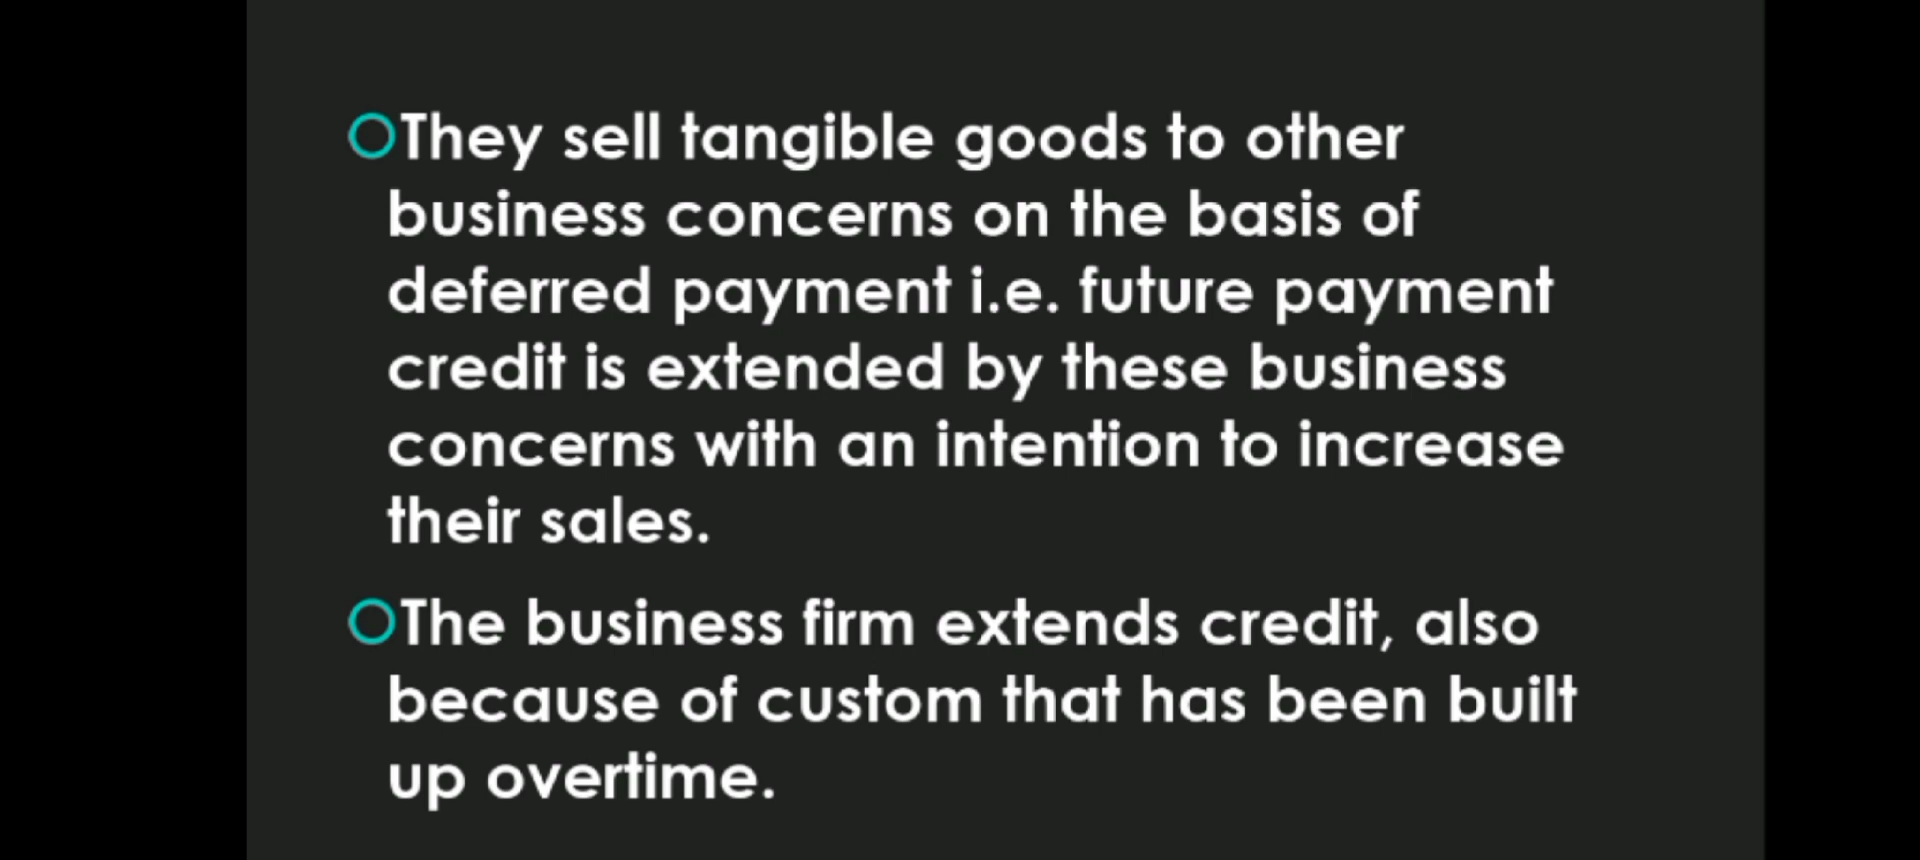 They sell tangible goods to other
business concerns on the basis of
deferred payment i.e. future payment
credit is extended by these business
concerns with an intention to increase
their sales.
The business firm extends credit, also
because of custom that has been built
up overtime.